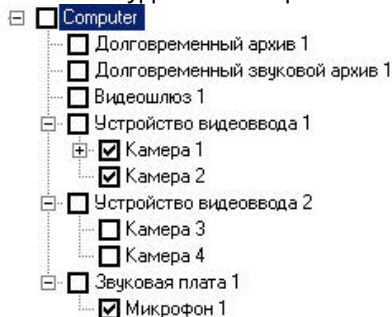 Computer
Долговременный архив 1
Долговременный звуковой архив 1
Видеошлюз 1
Устройство видеоввода 1
Камера 1
Камера 2
Устройство видеоввода 2
Камера 3
Камера 4
Звуковая плата 1
Микрофон 1